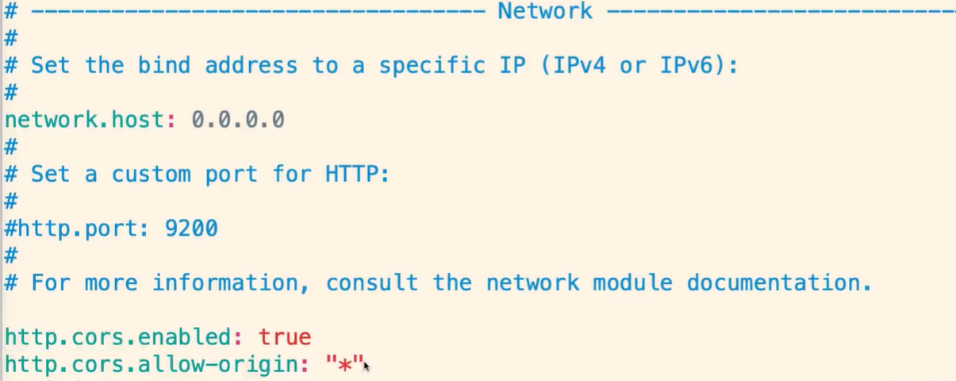 # ---------------------------------- Network -----------------------------------
#
# Set the bind address to a specific IP (IPv4 or IPv6):
#
network.host: 0.0.0.0
#
# Set a custom port for HTTP:
#
#http.port: 9200
#
# For more information, consult the network module documentation.
http.cors.enabled: true
http.cors.allow-origin: "*"